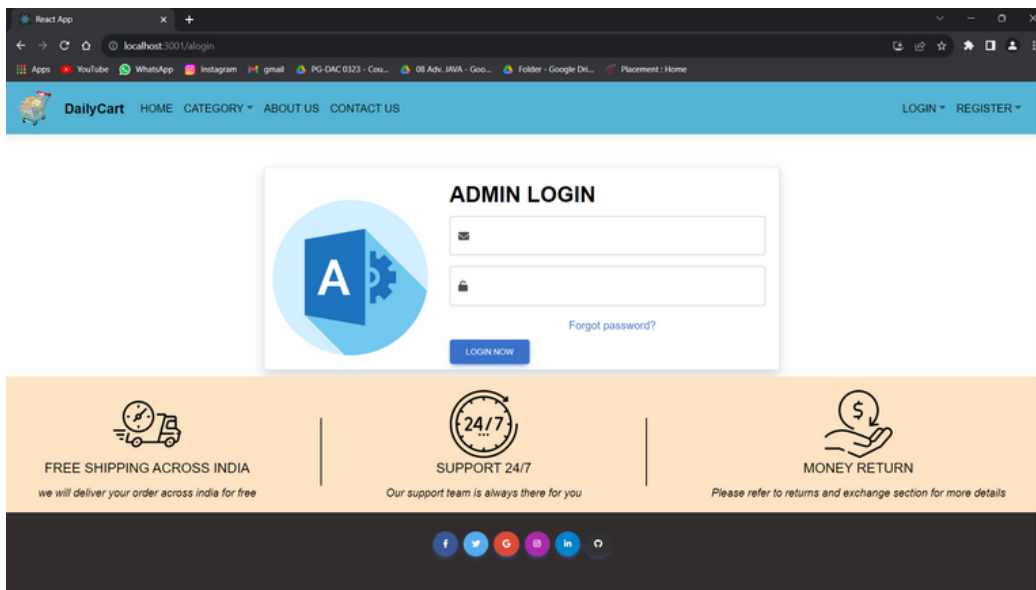 React App
localhost:3001/alogin
Apps YouTube WhatsApp Instagram gmail PG-DAC 0323 - Cou... 08 Adv. JAVA - Goo... Folder - Google Dri... Placement : Home
DailyCart HOME CATEGORY ABOUT US CONTACT US LOGIN REGISTER
ADMIN LOGIN
A
Forgot password?
LOGIN NOW
24/7
$
FREE SHIPPING ACROSS INDIA SUPPORT 24/7 MONEY RETURN
we will deliver your order across india for free Our support team is always there for you Please refer to returns and exchange section for more details
f G in